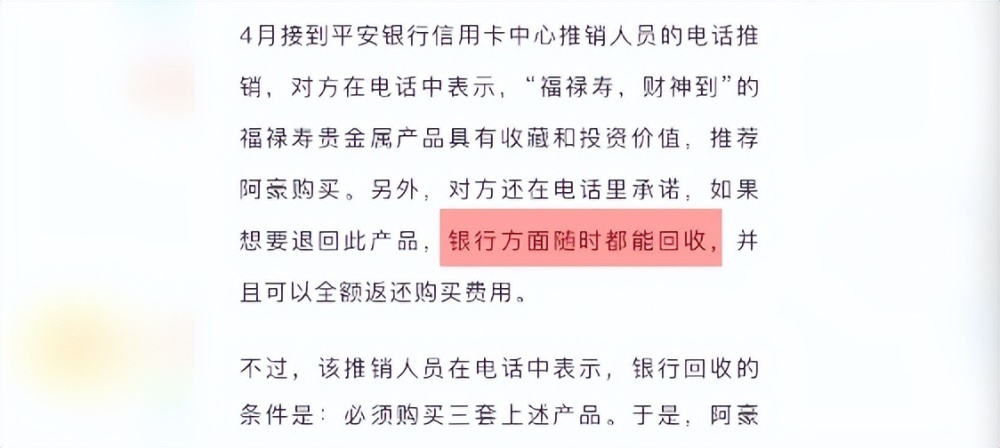 4月接到平安银行信用卡中心推销人员的电话推
销，对方在电话中表示，“福禄寿，财神到”的
福禄寿贵金属产品具有收藏和投资价值，推荐
阿豪购买。另外，对方还在电话里承诺，如果
想要退回此产品，银行方面随时都能回收，并
且可以全额返还购买费用。
不过，该推销人员在电话中表示，银行回收的
条件是：必须购买三套上述产品。于是，阿豪